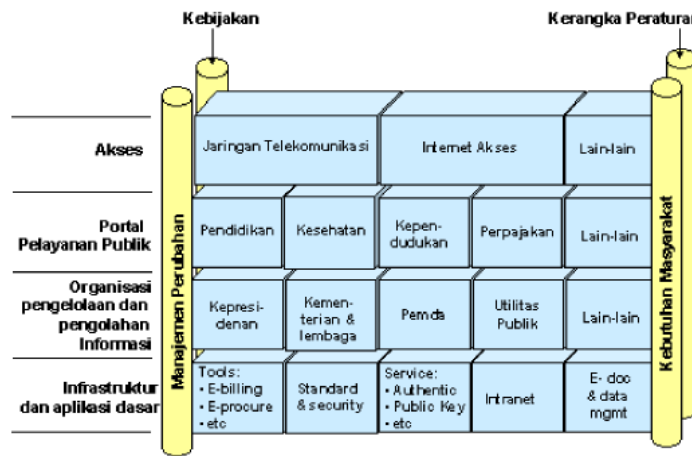 Kebijakan
Kerangka Peraturan
Akses
Jaringan Telekomunikasi
Internet Akses
Lain-lain
Portal
Pelayanan Publik
Pendidikan
Kesehatan
Kepen-
dudukan
Perpajakan
Lain-lain
Organisasi
pengelolaan dan
pengolahan
Informasi
Kepresi-
denan
Kemen-
terian &
lembaga
Pemda
Utilitas
Publik
Lain-lain
Infrastruktur
dan aplikasi dasar
Tools:
• E-billing
• E-procure
• etc
Standard
& security
Service:
• Authentic
• Public Key
• etc
Intranet
E- doc
& data
mgmt
Manajemen Perubahan
Kebutuhan Masyarakat